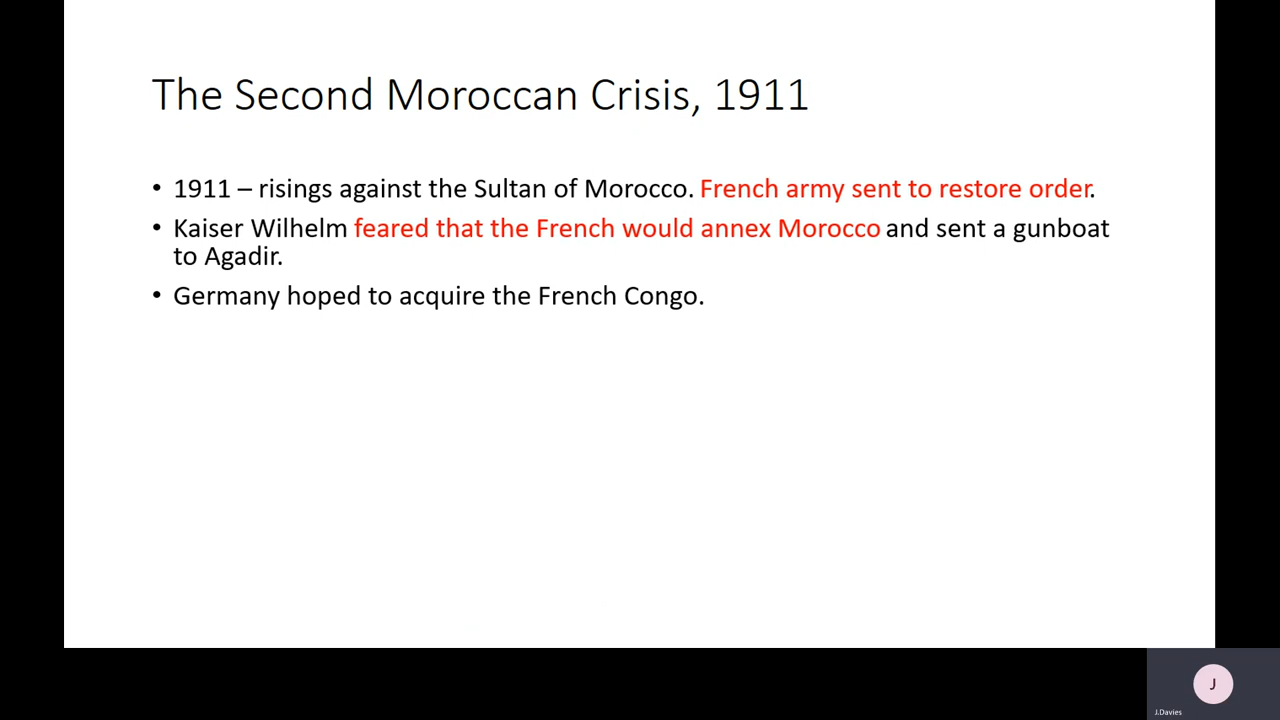 The Second Moroccan Crisis, 1911
• 1911 – risings against the Sultan of Morocco. French army sent to restore order.
• Kaiser Wilhelm feared that the French would annex Morocco and sent a gunboat
to Agadir.
• Germany hoped to acquire the French Congo.
J
J.Davies